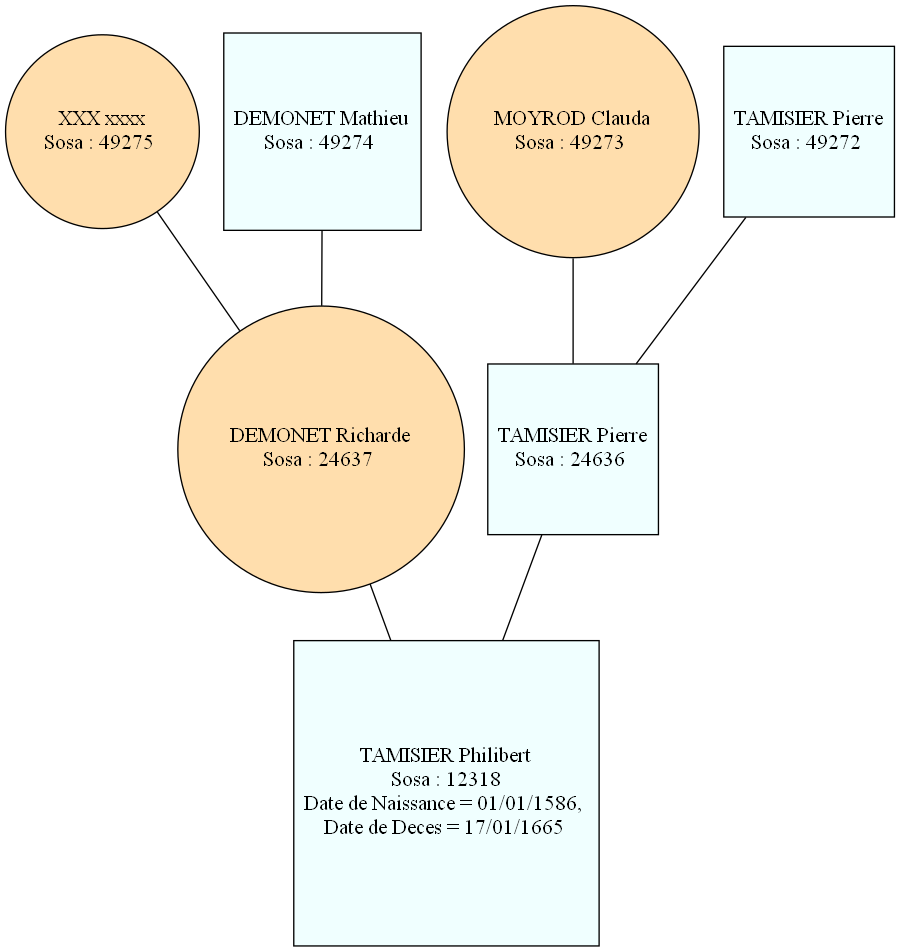 XXX xxxx
Sosa : 49275
DEMONET Mathieu
Sosa : 49274
MOYROD Clauda
Sosa : 49273
TAMISIER Pierre
Sosa : 49272
DEMONET Richarde
Sosa : 24637
TAMISIER Pierre
Sosa : 24636
TAMISIER Philibert
Sosa : 12318
Date de Naissance = 01/01/1586,
Date de Deces = 17/01/1665